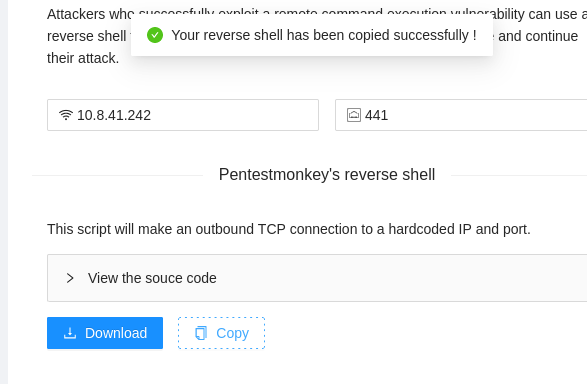 Attackers who successfully exploit a remote command execution vulnerability can use a
reverse shell and continue
their attack.
Your reverse shell has been copied successfully !
10.8.41.242
441
Pentestmonkey's reverse shell
This script will make an outbound TCP connection to a hardcoded IP and port.
View the souce code
Download
Copy